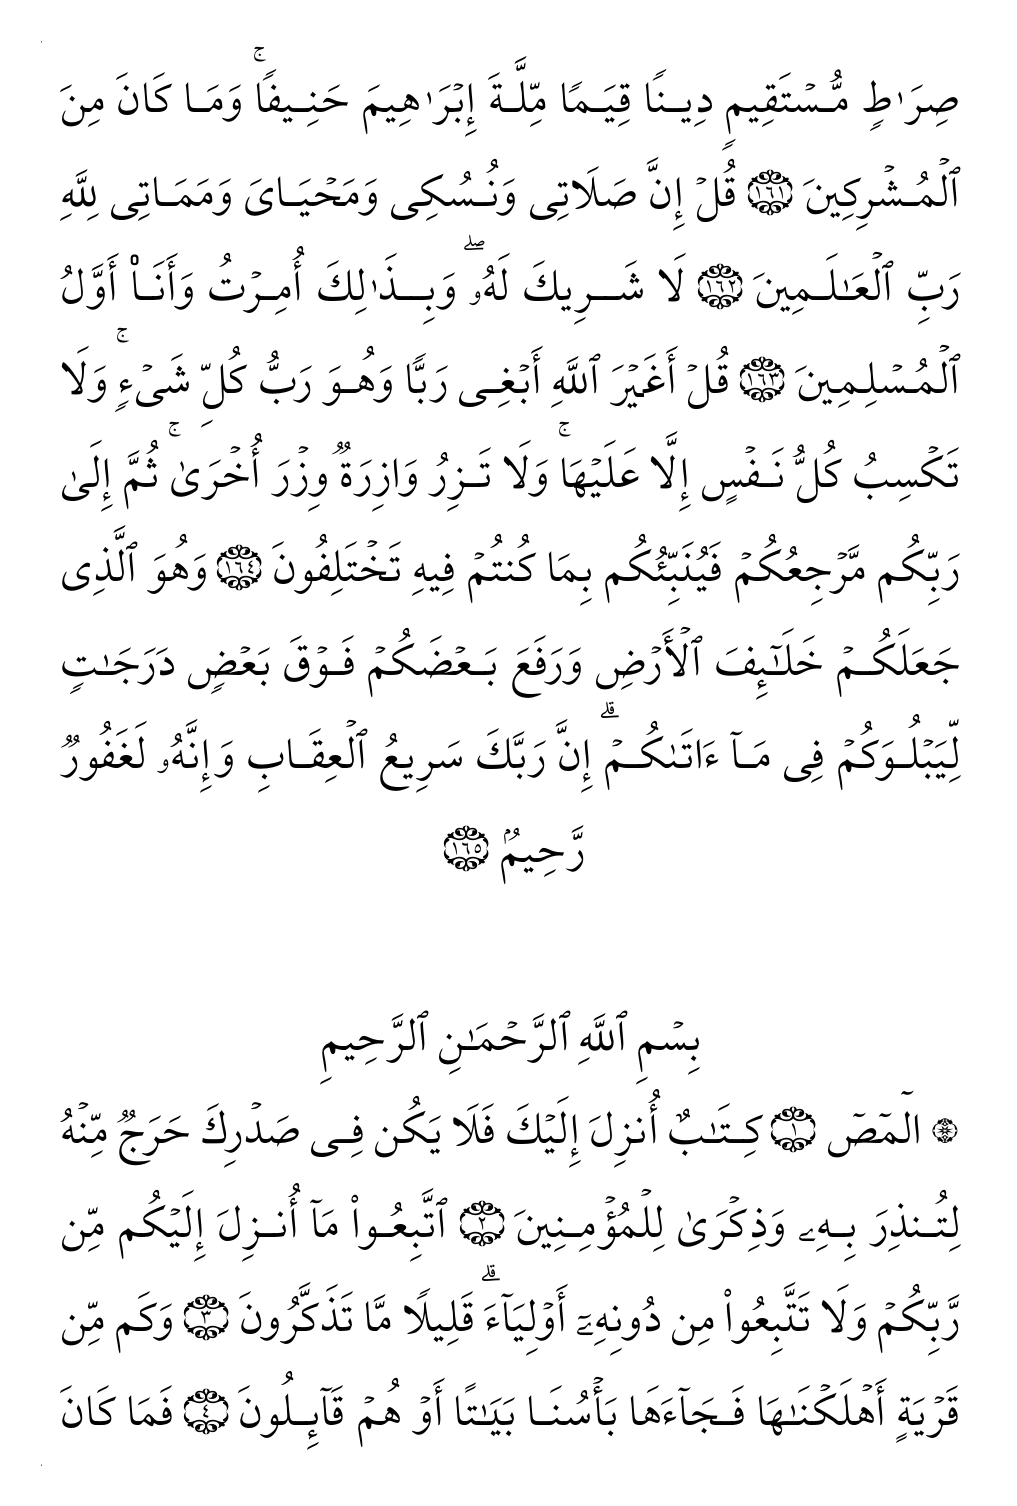 صِرَٰطٍ مُّسۡتَقِيمٍ دِينًا قِيَمًا مِّلَّةَ إِبۡرَٰهِيمَ حَنِيفًاۚ وَمَا كَانَ مِنَ
ٱلۡمُشۡرِكِينَ ١٦١ قُلۡ إِنَّ صَلَاتِي وَنُسُكِي وَمَحۡيَايَ وَمَمَاتِي لِلَّهِ
رَبِّ ٱلۡعَٰلَمِينَ ١٦٢ لَا شَرِيكَ لَهُۥۖ وَبِذَٰلِكَ أُمِرۡتُ وَأَنَا۠ أَوَّلُ
ٱلۡمُسۡلِمِينَ ١٦٣ قُلۡ أَغَيۡرَ ٱللَّهِ أَبۡغِي رَبًّا وَهُوَ رَبُّ كُلِّ شَيۡءٍۚ وَلَا
تَكۡسِبُ كُلُّ نَفۡسٍ إِلَّا عَلَيۡهَاۚ وَلَا تَزِرُ وَازِرَةٌ وِزۡرَ أُخۡرَىٰۚ ثُمَّ إِلَىٰ
رَبِّكُم مَّرۡجِعُكُمۡ فَيُنَبِّئُكُم بِمَا كُنتُمۡ فِيهِ تَخۡتَلِفُونَ ١٦٤ وَهُوَ ٱلَّذِي
جَعَلَكُمۡ خَلَٰٓئِفَ ٱلۡأَرۡضِ وَرَفَعَ بَعۡضَكُمۡ فَوۡقَ بَعۡضٍ دَرَجَٰتٍ
لِّيَبۡلُوَكُمۡ فِي مَآ ءَاتَىٰكُمۡۗ إِنَّ رَبَّكَ سَرِيعُ ٱلۡعِقَابِ وَإِنَّهُۥ لَغَفُورٌ
رَّحِيمُۢ ١٦٥
بِسۡمِ ٱللَّهِ ٱلرَّحۡمَٰنِ ٱلرَّحِيمِ
۞ الٓمٓصٓ ١ كِتَٰبٌ أُنزِلَ إِلَيۡكَ فَلَا يَكُن فِي صَدۡرِكَ حَرَجٌ مِّنۡهُ
لِتُنذِرَ بِهِۦ وَذِكۡرَىٰ لِلۡمُؤۡمِنِينَ ٢ ٱتَّبِعُواْ مَآ أُنزِلَ إِلَيۡكُم مِّن
رَّبِّكُمۡ وَلَا تَتَّبِعُواْ مِن دُونِهِۦٓ أَوۡلِيَآءَۗ قَلِيلًا مَّا تَذَكَّرُونَ ٣ وَكَم مِّن
قَرۡيَةٍ أَهۡلَكۡنَٰهَا فَجَآءَهَا بَأۡسُنَا بَيَٰتًا أَوۡ هُمۡ قَآئِلُونَ ٤ فَمَا كَانَ